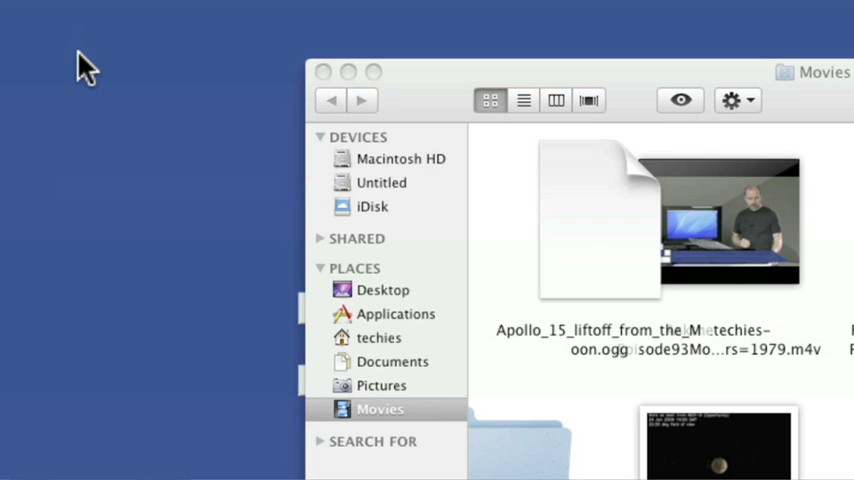 Movies
DEVICES
Macintosh HD
Untitled
iDisk
SHARED
PLACES
Desktop
Applications
techies
Documents
Pictures
Movies
SEARCH FOR
Apollo_15_liftoff_from_the_M techies-
oon.ogg isode93Mo...rs=1979.m4v